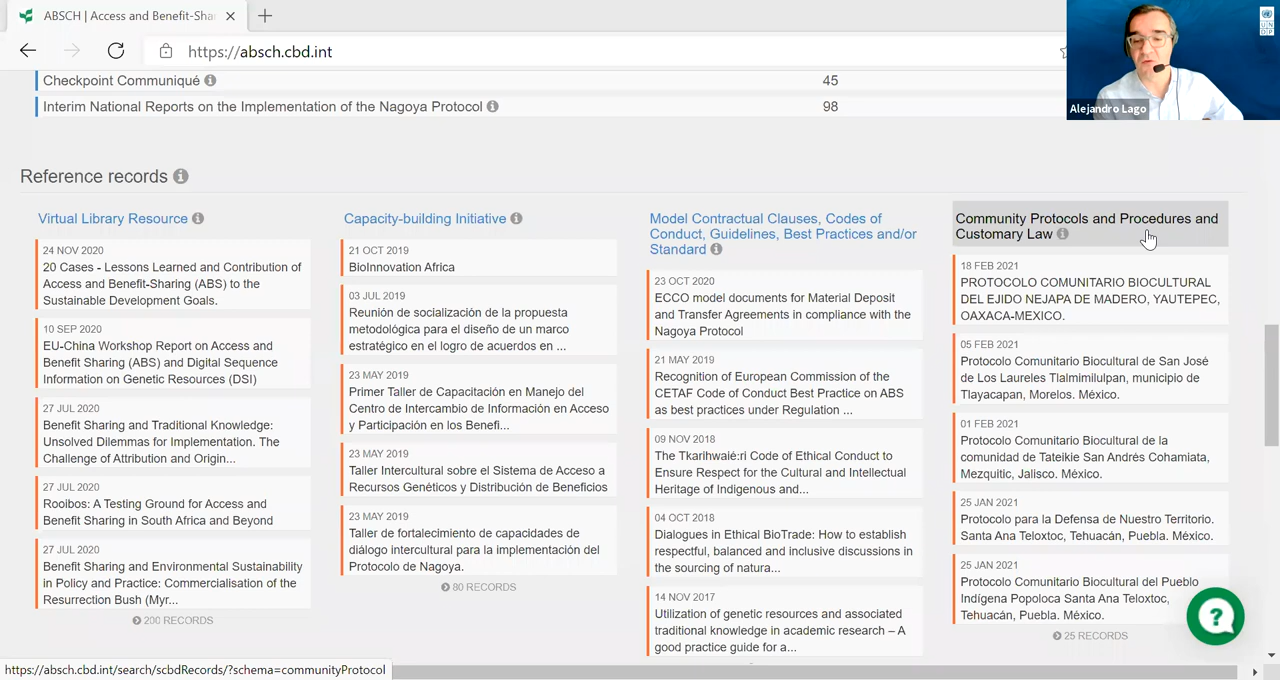 ABSCH | Access and Benefit-Sha
https://absch.cbd.int
UN
DP
Alejandro Lago
Checkpoint Communiqué
45
Interim National Reports on the Implementation of the Nagoya Protocol
98
Reference records
Virtual Library Resource
24 NOV 2020
20 Cases - Lessons Learned and Contribution of
Access and Benefit-Sharing (ABS) to the
Sustainable Development Goals.
10 SEP 2020
EU-China Workshop Report on Access and
Benefit Sharing (ABS) and Digital Sequence
Information on Genetic Resources (DSI)
27 JUL 2020
Benefit Sharing and Traditional Knowledge:
Unsolved Dilemmas for Implementation. The
Challenge of Attribution and Origin...
27 JUL 2020
Rooibos: A Testing Ground for Access and
Benefit Sharing in South Africa and Beyond
27 JUL 2020
Benefit Sharing and Environmental Sustainability
in Policy and Practice: Commercialisation of the
Resurrection Bush (Myr...
200 RECORDS
Capacity-building Initiative
21 OCT 2019
BioInnovation Africa
03 JUL 2019
Reunión de socialización de la propuesta
metodológica para el diseño de un marco
estratégico en el logro de acuerdos en ...
23 MAY 2019
Primer Taller de Capacitación en Manejo del
Centro de Intercambio de Información en Acceso
y Participación en los Benefi...
23 MAY 2019
Taller Intercultural sobre el Sistema de Acceso a
Recursos Genéticos y Distribución de Beneficios
23 MAY 2019
Taller de fortalecimiento de capacidades de
diálogo intercultural para la implementación del
Protocolo de Nagoya.
80 RECORDS
Model Contractual Clauses, Codes of
Conduct, Guidelines, Best Practices and/or
Standard
23 OCT 2020
ECCO model documents for Material Deposit
and Transfer Agreements in compliance with the
Nagoya Protocol
21 MAY 2019
Recognition of European Commission of the
CETAF Code of Conduct Best Practice on ABS
as best practices under Regulation ...
09 NOV 2018
The Tkarihwaié:ri Code of Ethical Conduct to
Ensure Respect for the Cultural and Intellectual
Heritage of Indigenous and...
04 OCT 2018
Dialogues in Ethical BioTrade: How to establish
respectful, balanced and inclusive discussions in
the sourcing of natura...
14 NOV 2017
Utilization of genetic resources and associated
traditional knowledge in academic research – A
good practice guide for a...
Community Protocols and Procedures and
Customary Law
18 FEB 2021
PROTOCOLO COMUNITARIO BIOCULTURAL
DEL EJIDO NEJAPA DE MADERO, YAUTEPEC,
OAXACA-MEXICO.
05 FEB 2021
Protocolo Comunitario Biocultural de San José
de Los Laureles Tlalmimilulpan, municipio de
Tlayacapan, Morelos. México.
01 FEB 2021
Protocolo Comunitario Biocultural de la
comunidad de Tateikie San Andrés Cohamiata,
Mezquitic, Jalisco. México.
25 JAN 2021
Protocolo para la Defensa de Nuestro Territorio.
Santa Ana Teloxtoc, Tehuacán, Puebla. México.
25 JAN 2021
Protocolo Comunitario Biocultural del Pueblo
Indígena Popoloca Santa Ana Teloxtoc,
Tehuacán, Puebla. México.
25 RECORDS
https://absch.cbd.int/search/scbdRecords/?schema=communityProtocol